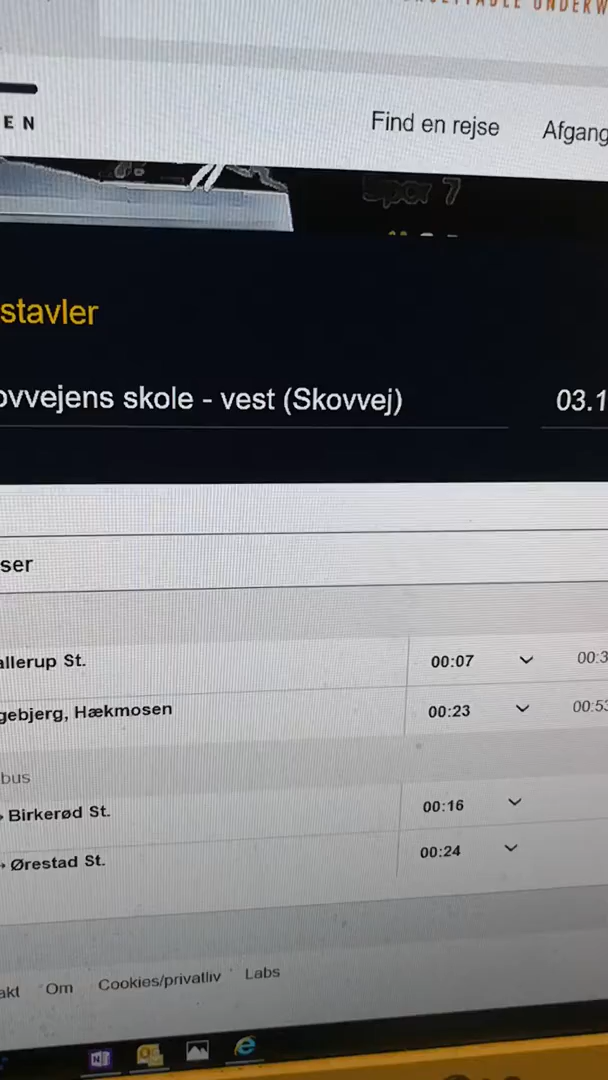 UNDERW
EN
Find en rejse Afgang
Spor 7
stavler
ovvejens skole - vest (Skovvej) 03.1
ser
allerup St. 00:07 00:3
gebjerg, Hækmosen 00:23 00:53
bus
Birkerød St. 00:16
Ørestad St. 00:24
akt Om Cookies/privatliv Labs